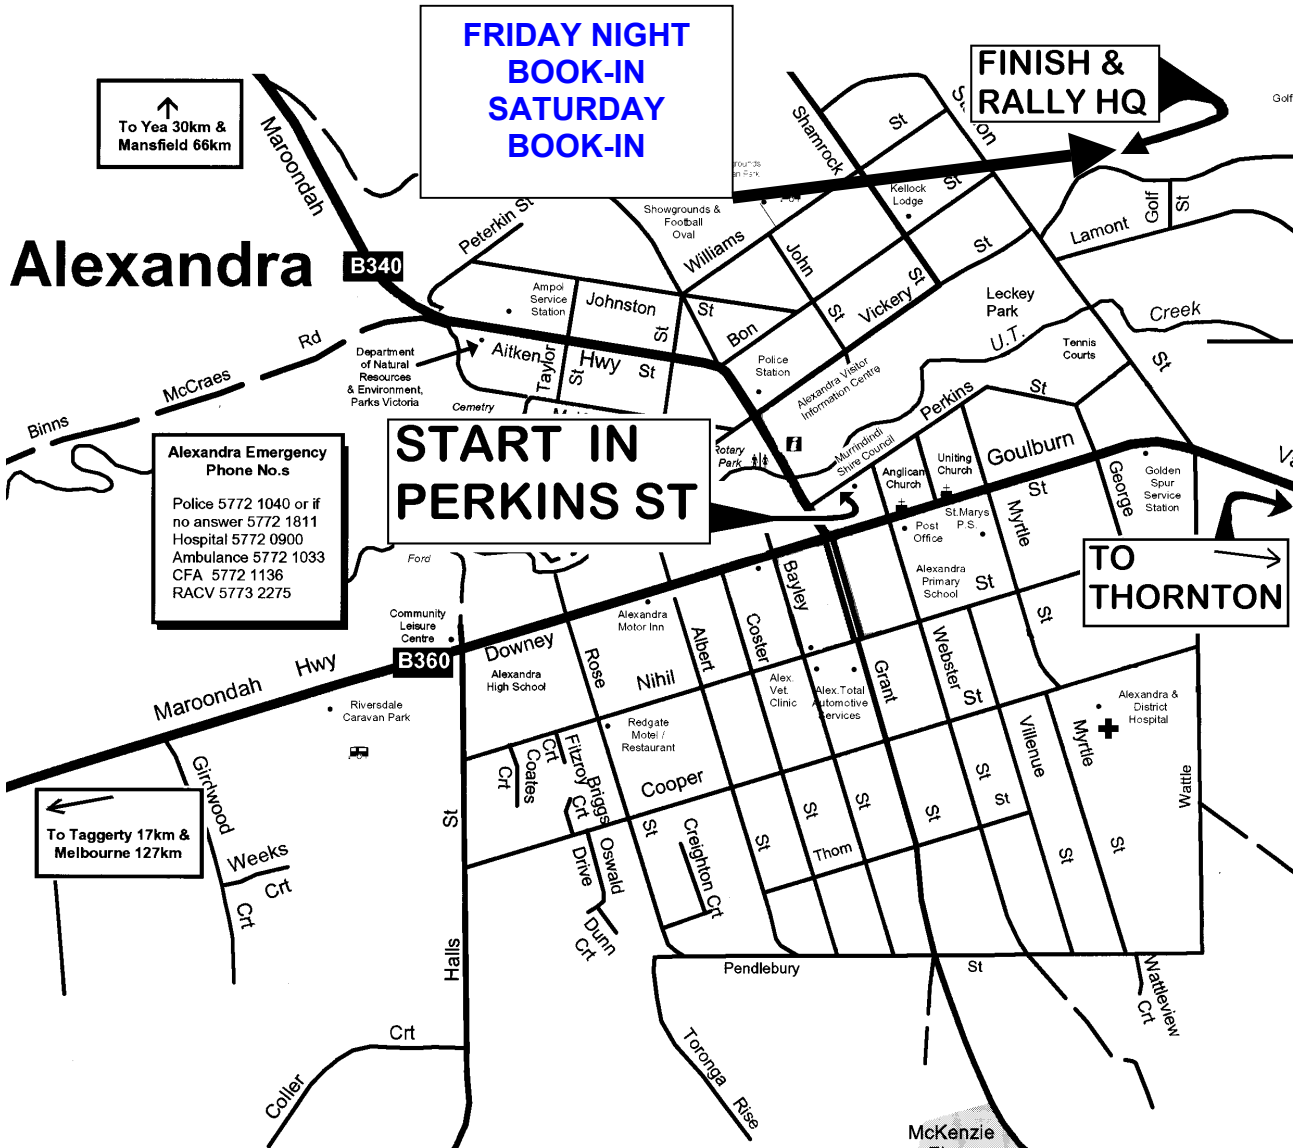 FRIDAY NIGHT
BOOK-IN
SATURDAY
BOOK-IN
FINISH &
RALLY HQ
To Yea 30km &
Mansfield 66km
Maroondah
Alexandra
B340
Peterkin St
Showgrounds &
Football
Oval
Williams
St
Shamrock
St
Kellock
Lodge
St
Golf
Golf
St
Lamont
John
St
Vickery
St
Bon
Leckey
Park
U.T.
Creek
Tennis
Courts
St
Ampol
Service
Station
Johnston
St
St
Aitken
Taylor
St
Hwy
St
Rd
McCraes
Binns
Department
of Natural
Resources
& Environment,
Parks Victoria
Cemetry
Police
Station
Alexandra Visitor
Information Centre
Perkins
St
Murrindindi
Shire Council
Rotary
Park
i
Anglican
Church
Uniting
Church
Goulburn
St
George
Golden
Spur
Service
Station
START IN
PERKINS ST
Alexandra Emergency
Phone No.s
Police 5772 1040 or if
no answer 5772 1811
Hospital 5772 0900
Ambulance 5772 1033
CFA 5772 1136
RACV 5773 2275
Ford
Post
Office
St.Marys
P.S.
Myrtle
St
TO
THORNTON
Alexandra
Primary
School
St
Bayley
Community
Leisure
Centre
B360
Maroondah
Hwy
Downey
Alexandra
High School
Alexandra
Motor Inn
Rose
Nihil
Albert
Coster
Alex.
Vet.
Clinic
Alex.Total
Automotive
Services
Grant
Webster
St
Villenue
Myrtle
Alexandra &
District
Hospital
Wattle
Riversdale
Caravan Park
Redgate
Motel /
Restaurant
Girdwood
Crt
Weeks
Crt
To Taggerty 17km &
Melbourne 127km
Coates
Crt
Fitzroy
Crt
Briggs
Crt
Cooper
St
St
St
St
St
St
St
St
St
Thom
Oswald
Drive
Dunn
Crt
Creighton Crt
St
Halls
Pendlebury
St
Wattleview
Crt
Coller
Crt
Toronga
Rise
McKenzie